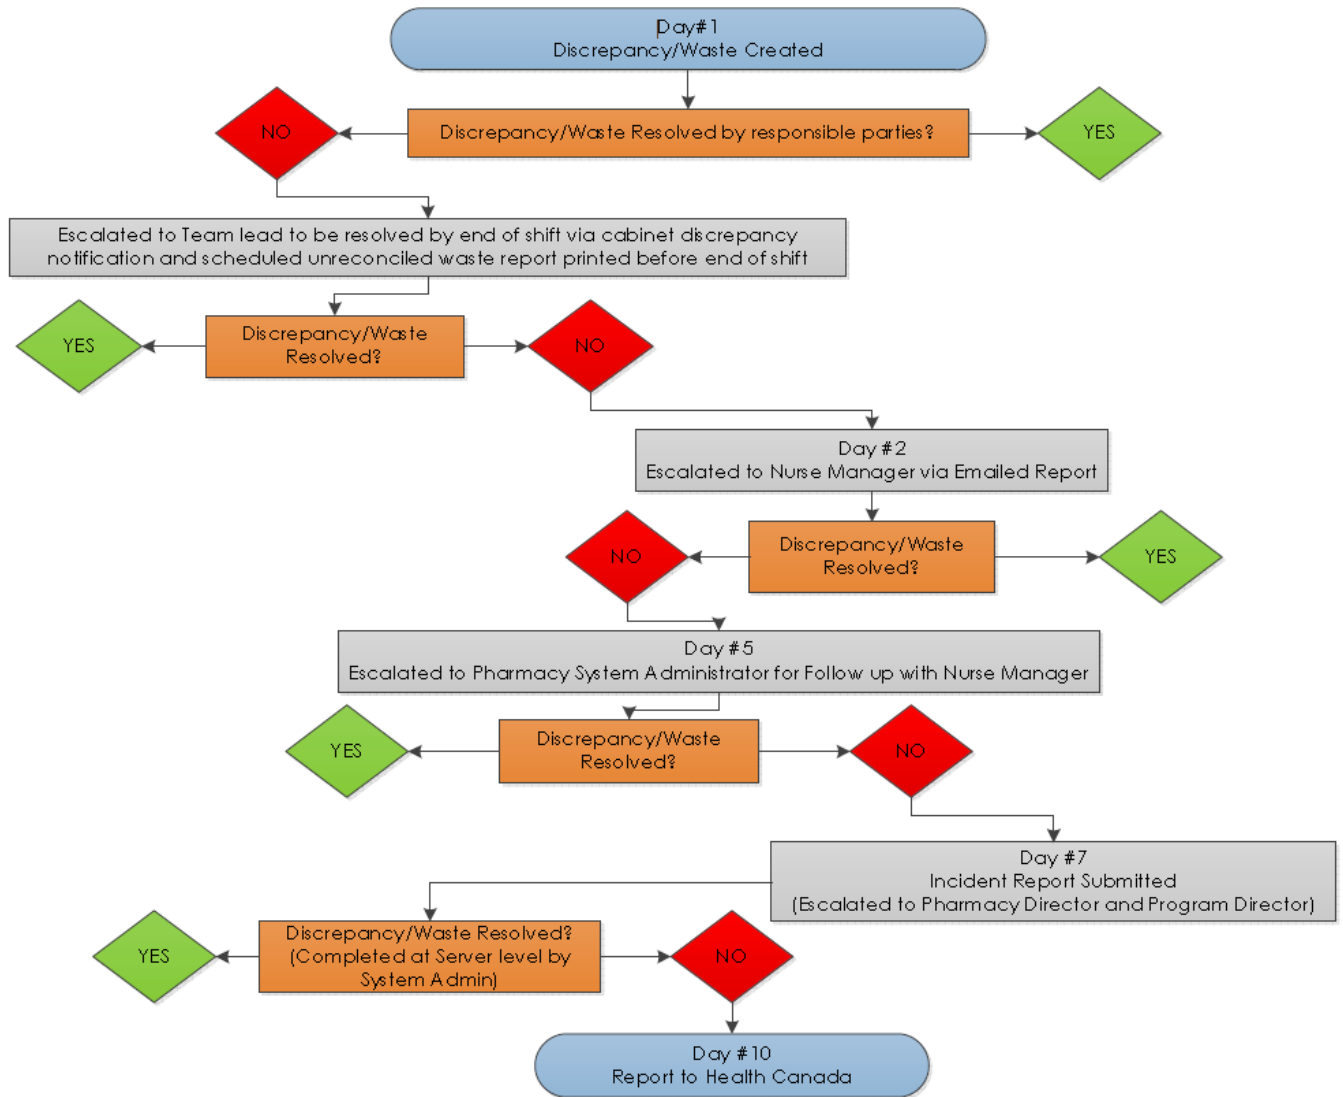 Day#1
Discrepancy/Waste Created
NO
Discrepancy/Waste Resolved by responsible parties?
YES
Escalated to Team lead to be resolved by end of shift via cabinet discrepancy
notification and scheduled unreconciled waste report printed before end of shift
YES
Discrepancy/Waste
Resolved?
NO
Day #2
Escalated to Nurse Manager via Emailed Report
NO
Discrepancy/Waste
Resolved?
YES
Day #5
Escalated to Pharmacy System Administrator for Follow up with Nurse Manager
YES
Discrepancy/Waste
Resolved?
NO
Day #7
Incident Report Submitted
(Escalated to Pharmacy Director and Program Director)
YES
Discrepancy/Waste Resolved?
(Completed at Server level by
System Admin)
NO
Day #10
Report to Health Canada